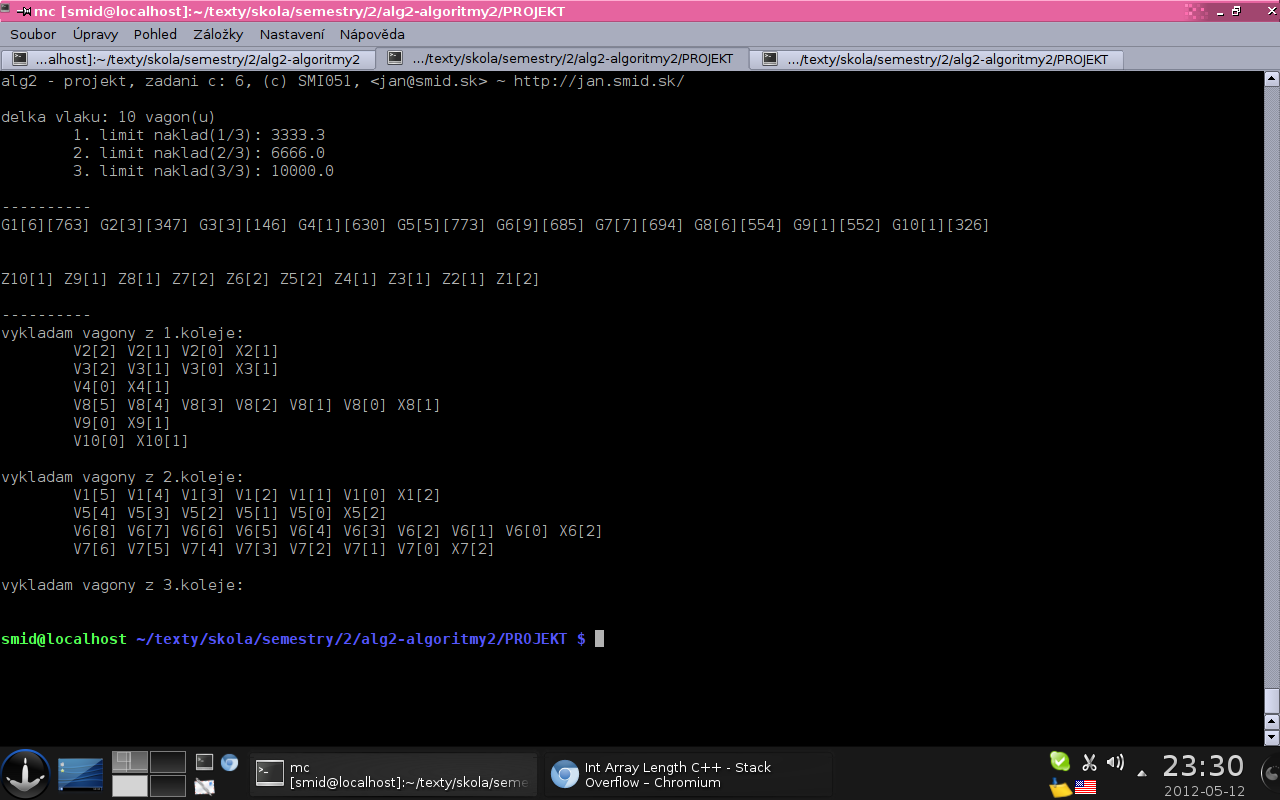 mc [smid@localhost]:~/texty/skola/semestry/2/alg2-algoritmy2/PROJEKT
Soubor Úpravy Pohled Záložky Nastavení Nápověda
...alhost]:~/texty/skola/semestry/2/alg2-algoritmy2 .../texty/skola/semestry/2/alg2-algoritmy2/PROJEKT .../texty/skola/semestry/2/alg2-algoritmy2/PROJEKT
alg2 - projekt, zadani c: 6, (c) SMI051, <jan@smid.sk> ~ http://jan.smid.sk/
delka vlaku: 10 vagon(u)
1. limit naklad(1/3): 3333.3
2. limit naklad(2/3): 6666.0
3. limit naklad(3/3): 10000.0
----------
G1[6][763] G2[3][347] G3[3][146] G4[1][630] G5[5][773] G6[9][685] G7[7][694] G8[6][554] G9[1][552] G10[1][326]
Z10[1] Z9[1] Z8[1] Z7[2] Z6[2] Z5[2] Z4[1] Z3[1] Z2[1] Z1[2]
----------
vykladam vagony z 1.koleje:
V2[2] V2[1] V2[0] X2[1]
V3[2] V3[1] V3[0] X3[1]
V4[0] X4[1]
V8[5] V8[4] V8[3] V8[2] V8[1] V8[0] X8[1]
V9[0] X9[1]
V10[0] X10[1]
vykladam vagony z 2.koleje:
V1[5] V1[4] V1[3] V1[2] V1[1] V1[0] X1[2]
V5[4] V5[3] V5[2] V5[1] V5[0] X5[2]
V6[8] V6[7] V6[6] V6[5] V6[4] V6[3] V6[2] V6[1] V6[0] X6[2]
V7[6] V7[5] V7[4] V7[3] V7[2] V7[1] V7[0] X7[2]
vykladam vagony z 3.koleje:
smid@localhost ~/texty/skola/semestry/2/alg2-algoritmy2/PROJEKT $
mc
[smid@localhost]:~/texty/skola/seme
Int Array Length C++ - Stack
Overflow – Chromium
23:30
2012-05-12